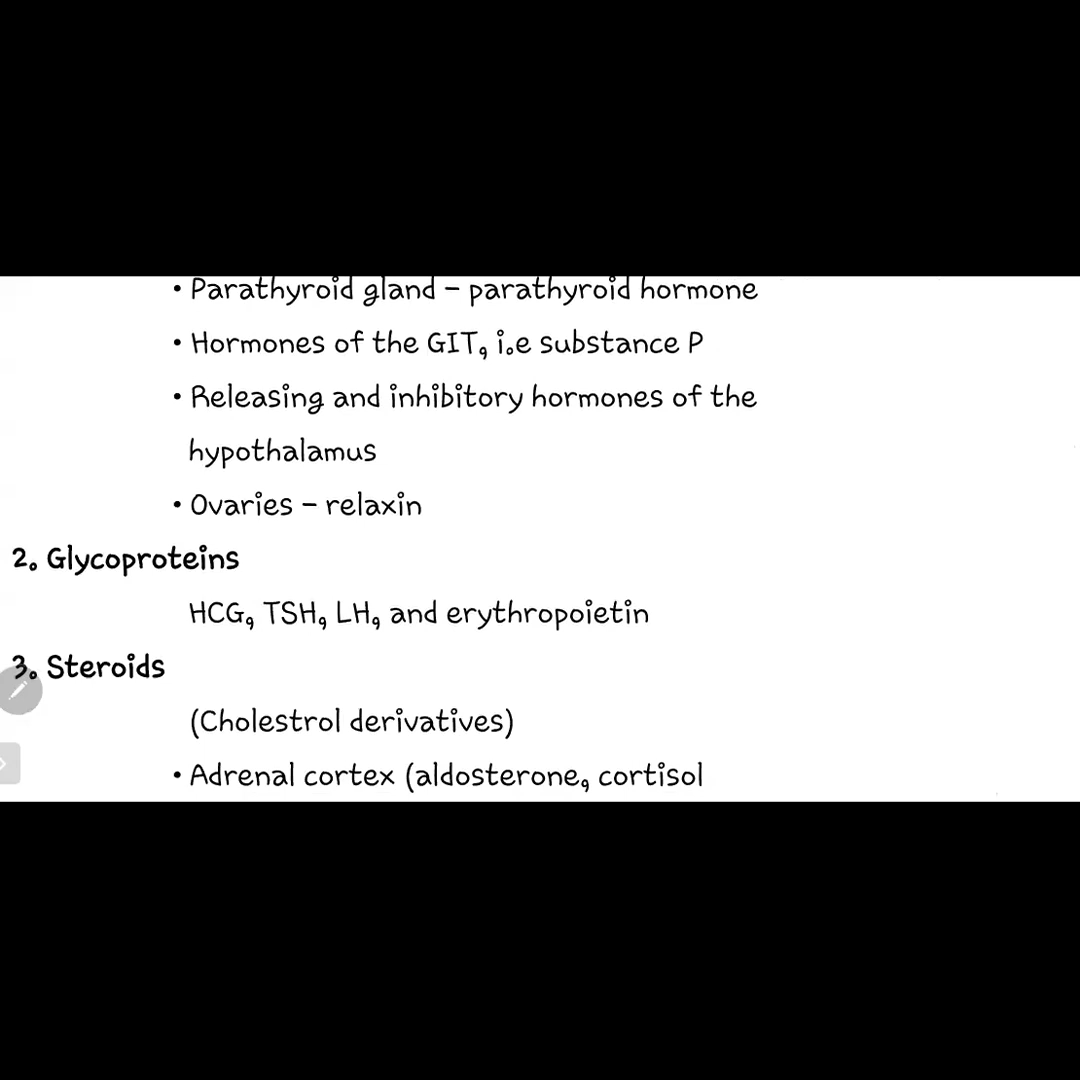 • Parathyroid gland – parathyroid hormone
• Hormones of the GIT, i.e substance P
• Releasing and inhibitory hormones of the
hypothalamus
• Ovaries – relaxin
2. Glycoproteins
HCG, TSH, LH, and erythropoietin
3. Steroids
(Cholestrol derivatives)
• Adrenal cortex (aldosterone, cortisol